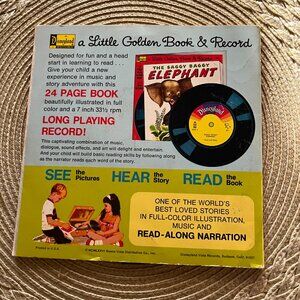 Disneyland
a Little Golden Book & Record
Designed for fun and a head
start in learning to read . . .
Give your child a new
experience in music and
story adventure with this
24 PAGE BOOK
beautifully illustrated in full
color and a 7 inch 33⅓ rpm
LONG PLAYING
RECORD!
This captivating combination of music,
dialogue, sound effects, and art will delight and entertain.
And your child will build basic reading skills by following along
as the narrator reads each word of the story.
THE SAGGY BAGGY
ELEPHANT
Disneyland
SEE the Pictures HEAR the Story READ the Book
ONE OF THE WORLD'S
BEST LOVED STORIES . . .
IN FULL-COLOR ILLUSTRATION,
MUSIC AND
READ-ALONG NARRATION
Printed in U.S.A.